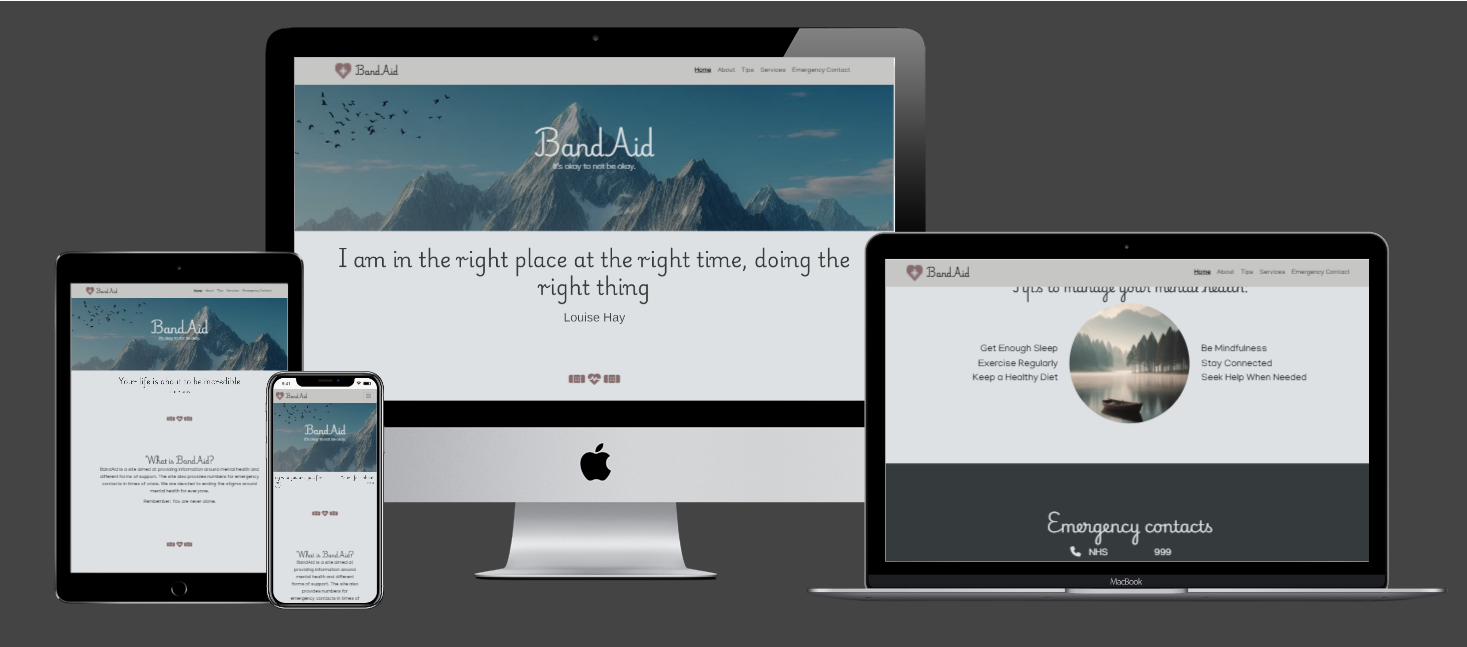 BandAid
Home About Tips Services Emergency Contact
BandAid
It's okay to not be okay.
I am in the right place at the right time, doing the
right thing
Louise Hay
BandAid
Home About Tips Services Emergency Contact
BandAid
It's okay to not be okay.
Your life is about to be incredible
What is BandAid?
BandAid is a site aimed at providing information around mental health and
different forms of support. The site also provides numbers for emergency
contacts in times of crisis. We are devoted to ending the stigma around
mental health for everyone.
Remember: You are never alone.
9:41
BandAid
BandAid
It's okay to not be okay.
What is BandAid?
BandAid is a site aimed at
providing information around
mental health and different
forms of support. The site also
provides numbers for
emergency contacts in times of
BandAid
Home About Tips Services Emergency Contact
Tips to manage your mental health.
Get Enough Sleep
Exercise Regularly
Keep a Healthy Diet
Be Mindfulness
Stay Connected
Seek Help When Needed
Emergency contacts
NHS 999
MacBook